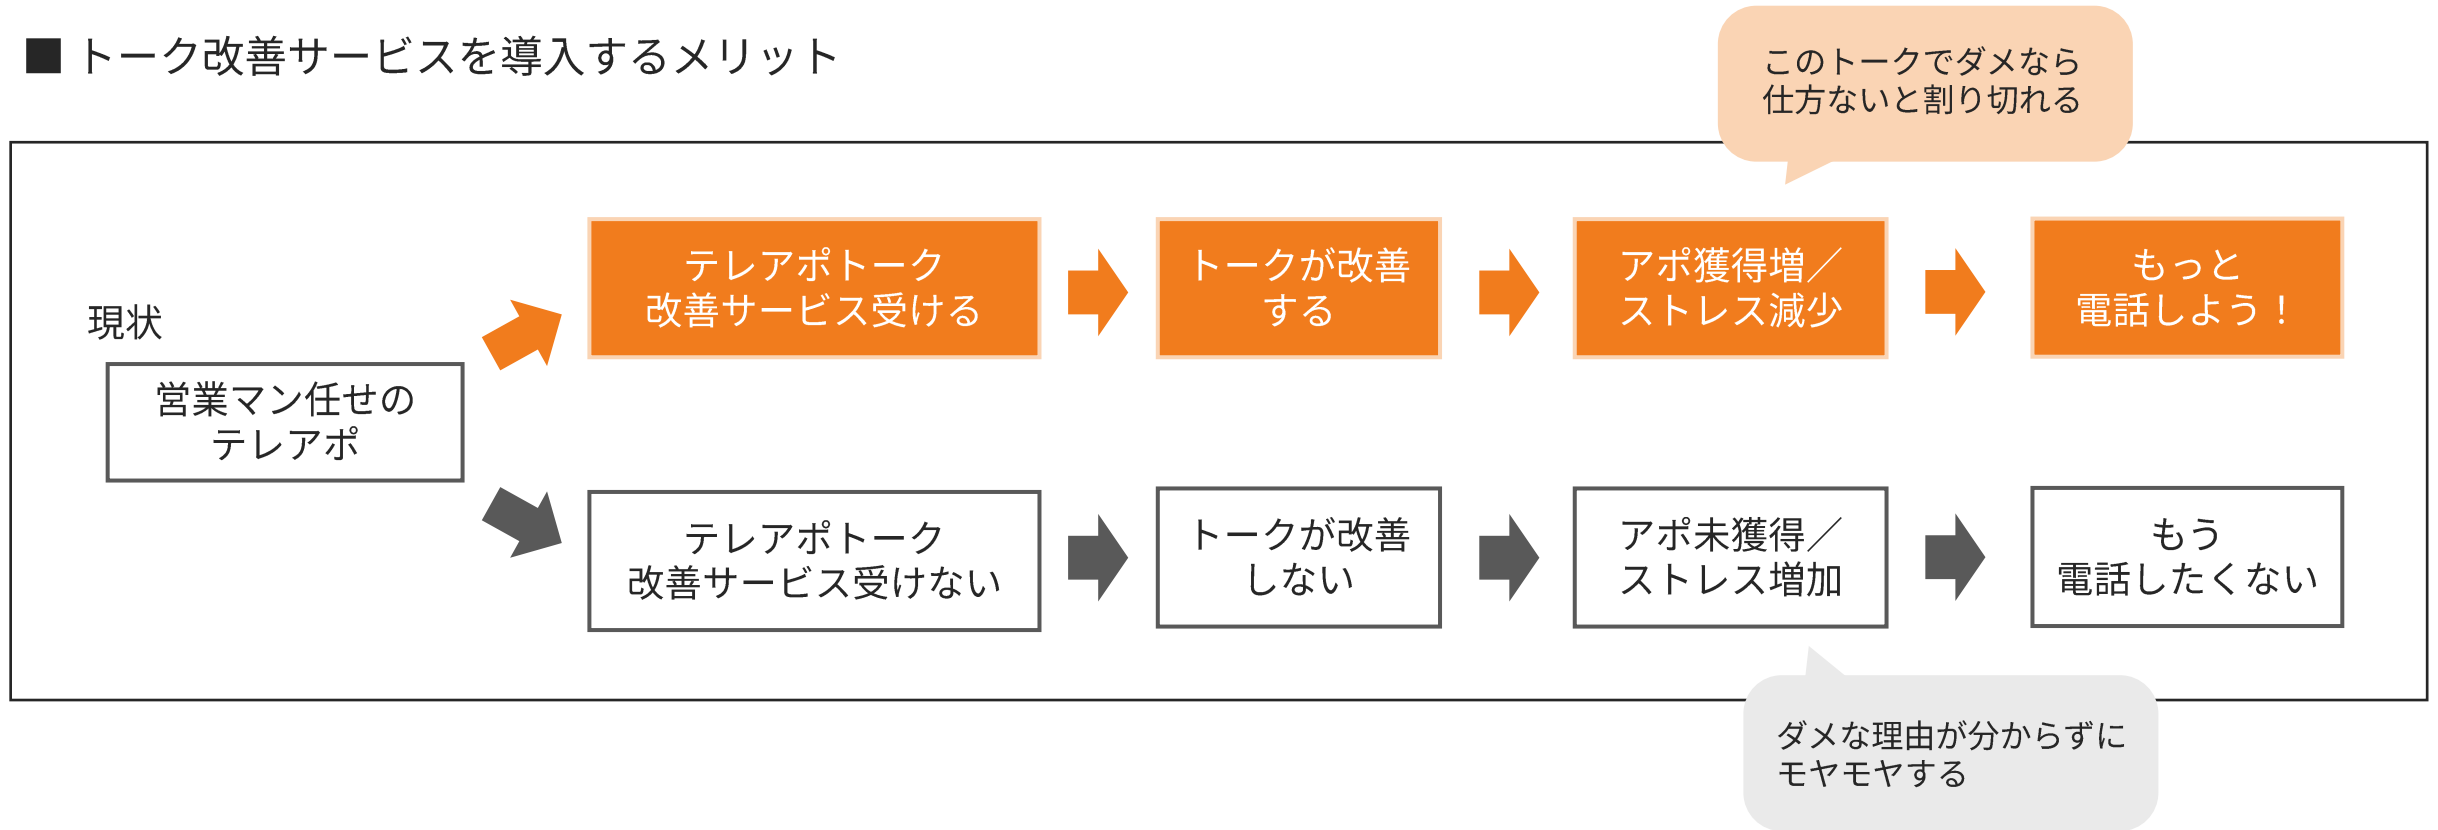 ■ トーク改善サービスを導入するメリット
このトークでダメなら
仕方ないと割り切れる
現状
営業マン任せの
テレアポ
テレアポトーク
改善サービス受ける
トークが改善
する
アポ獲得増／
ストレス減少
もっと
電話しよう！
テレアポトーク
改善サービス受けない
トークが改善
しない
アポ未獲得／
ストレス増加
もう
電話したくない
ダメな理由が分からずに
モヤモヤする